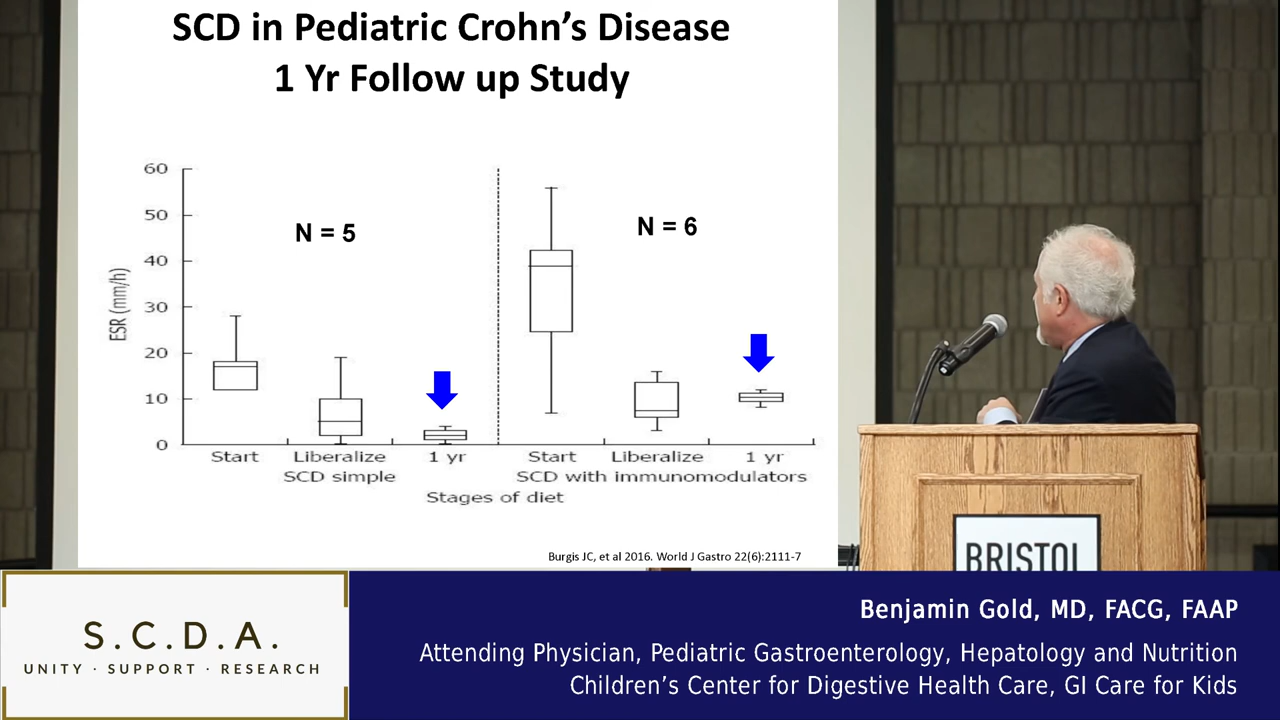 SCD in Pediatric Crohn's Disease
1 Yr Follow up Study
60
50
40
30
20
10
0
ESR (mm/h)
N = 5
N = 6
Start
Liberalize
1 yr
Start
Liberalize
1 yr
SCD simple
SCD with immunomodulators
Stages of diet
Burgis JC, et al 2016. World J Gastro 22(6):2111-7
BRISTOL
S.C.D.A.
UNITY · SUPPORT · RESEARCH
Benjamin Gold, MD, FACG, FAAP
Attending Physician, Pediatric Gastroenterology, Hepatology and Nutrition
Children's Center for Digestive Health Care, GI Care for Kids